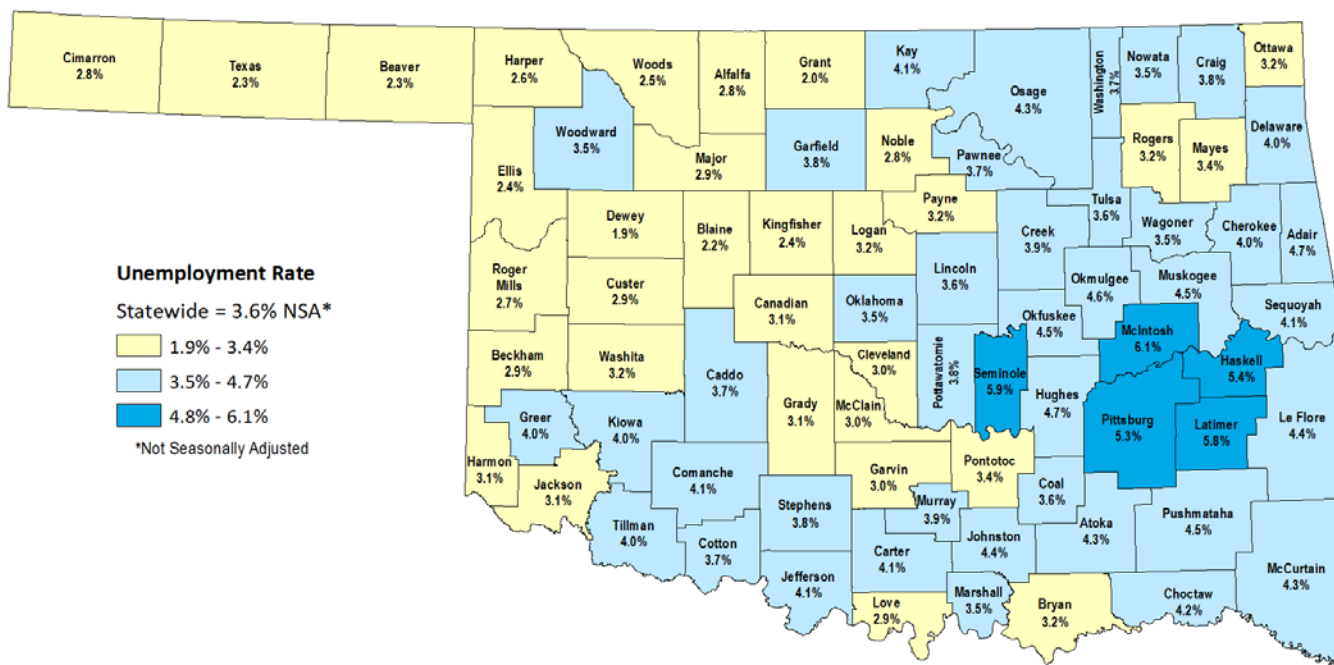 Cimarron
2.8%
Texas
2.3%
Beaver
2.3%
Harper
2.6%
Woods
2.5%
Alfalfa
2.8%
Grant
2.0%
Kay
4.1%
Osage
4.3%
Washington
3.7%
Nowata
3.5%
Craig
3.8%
Ottawa
3.2%
Woodward
3.5%
Ellis
2.4%
Major
2.9%
Garfield
3.8%
Noble
2.8%
Pawnee
3.7%
Rogers
3.2%
Mayes
3.4%
Delaware
4.0%
Dewey
1.9%
Blaine
2.2%
Kingfisher
2.4%
Logan
3.2%
Payne
3.2%
Creek
3.9%
Tulsa
3.6%
Wagoner
3.5%
Cherokee
4.0%
Adair
4.7%
Roger
Mills
2.7%
Custer
2.9%
Canadian
3.1%
Oklahoma
3.5%
Lincoln
3.6%
Okfuskee
4.5%
Okmulgee
4.6%
Muskogee
4.5%
McIntosh
6.1%
Sequoyah
4.1%
Haskell
5.4%
Unemployment Rate
Statewide = 3.6% NSA*
1.9% - 3.4%
3.5% - 4.7%
4.8% - 6.1%
*Not Seasonally Adjusted
Beckham
2.9%
Washita
3.2%
Caddo
3.7%
Grady
3.1%
Cleveland
3.0%
McClain
3.0%
Pottawatomie
3.8%
Seminole
5.9%
Hughes
4.7%
Pittsburg
5.3%
Latimer
5.8%
Le Flore
4.4%
Greer
4.0%
Kiowa
4.0%
Harmon
3.1%
Jackson
3.1%
Comanche
4.1%
Garvin
3.0%
Pontotoc
3.4%
Coal
3.6%
Tillman
4.0%
Cotton
3.7%
Stephens
3.8%
Murray
3.9%
Johnston
4.4%
Atoka
4.3%
Pushmataha
4.5%
Jefferson
4.1%
Carter
4.1%
Love
2.9%
Marshall
3.5%
Bryan
3.2%
Choctaw
4.2%
McCurtain
4.3%